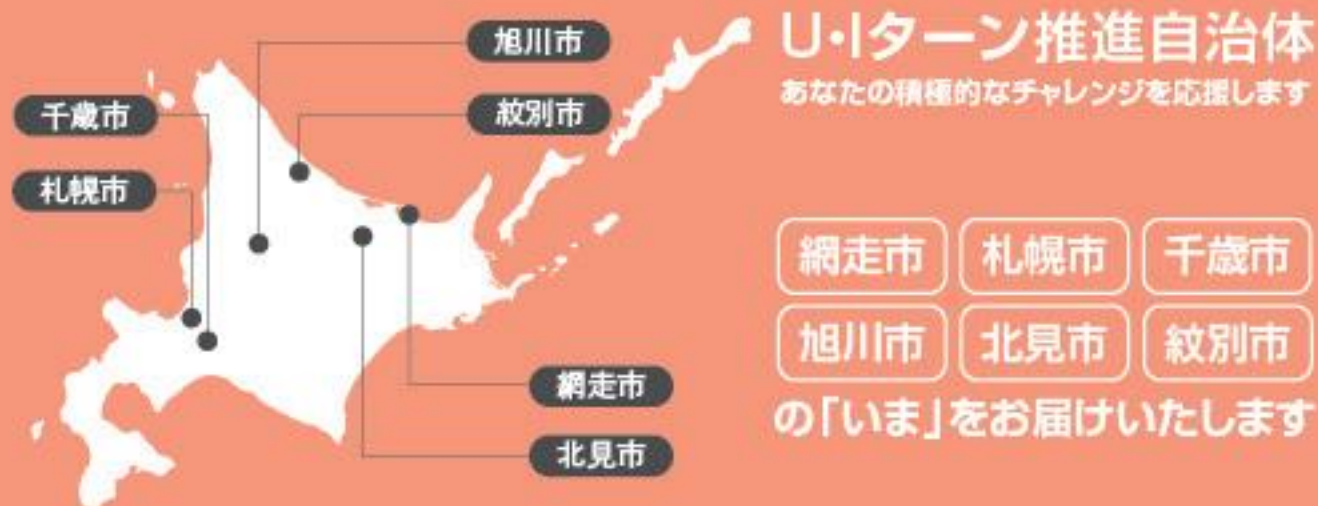 旭川市
紋別市
千歳市
札幌市
網走市
北見市
U・Iターン推進自治体
あなたの積極的なチャレンジを応援します
網走市 札幌市 千歳市
旭川市 北見市 紋別市
の「いま」をお届けいたします